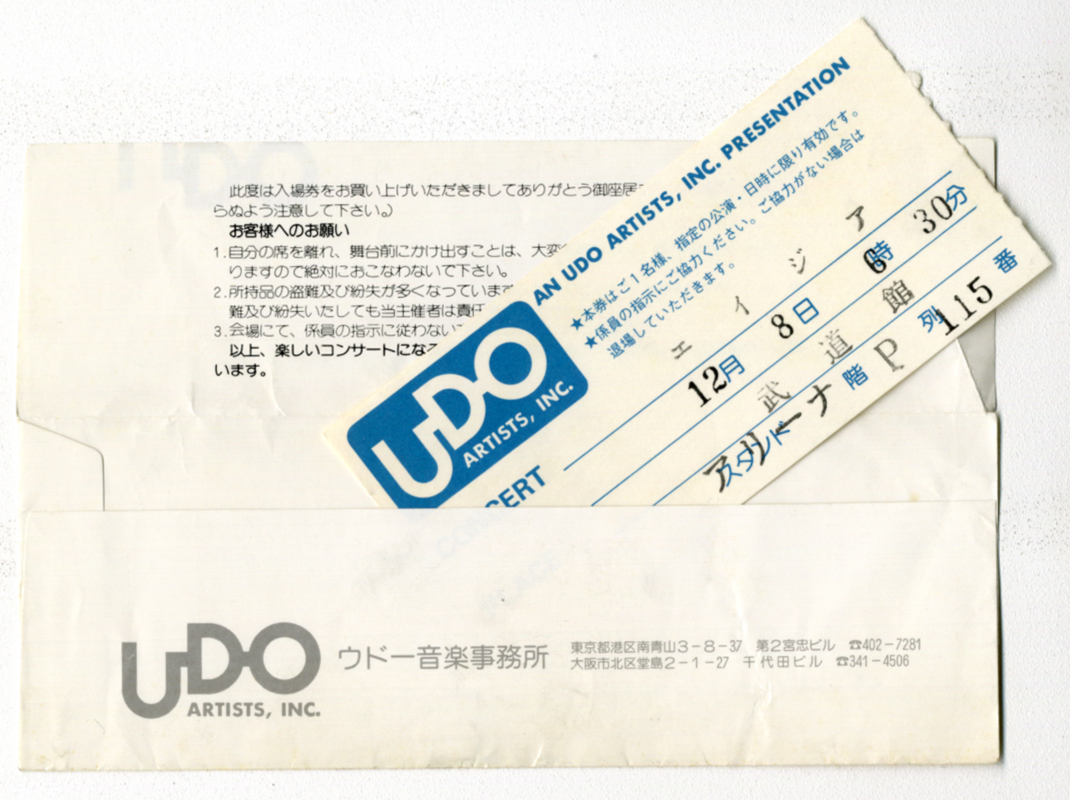 此度は入場券をお買い上げいただきましてありがとう御座居
らぬよう注意して下さい。)
お客様へのお願い
1.自分の席を離れ、舞台前にかけ出すことは、大変
りますので絶対におこなわないで下さい。
2.所持品の盗難及び紛失が多くなっています
難及び紛失いたしても当主催者は責任
3.会場にて、係員の指示に従わない
以上、楽しいコンサートになる
います。
AN UDO ARTISTS, INC. PRESENTATION
★本券はご1名様、指定の公演・日時に限り有効です。
★係員の指示にご協力ください。ご協力がない場合は
退場していただきます。
UDO
ARTISTS, INC.
CERT
エイジア
12月8日6時30分
武道館
アリーナ スタンド 階 P 列 115 番
UDO
ARTISTS, INC.
ウドー音楽事務所
東京都港区南青山3-8-37 第2宮忠ビル ☎402-7281
大阪市北区堂島2-1-27 千代田ビル ☎341-4506